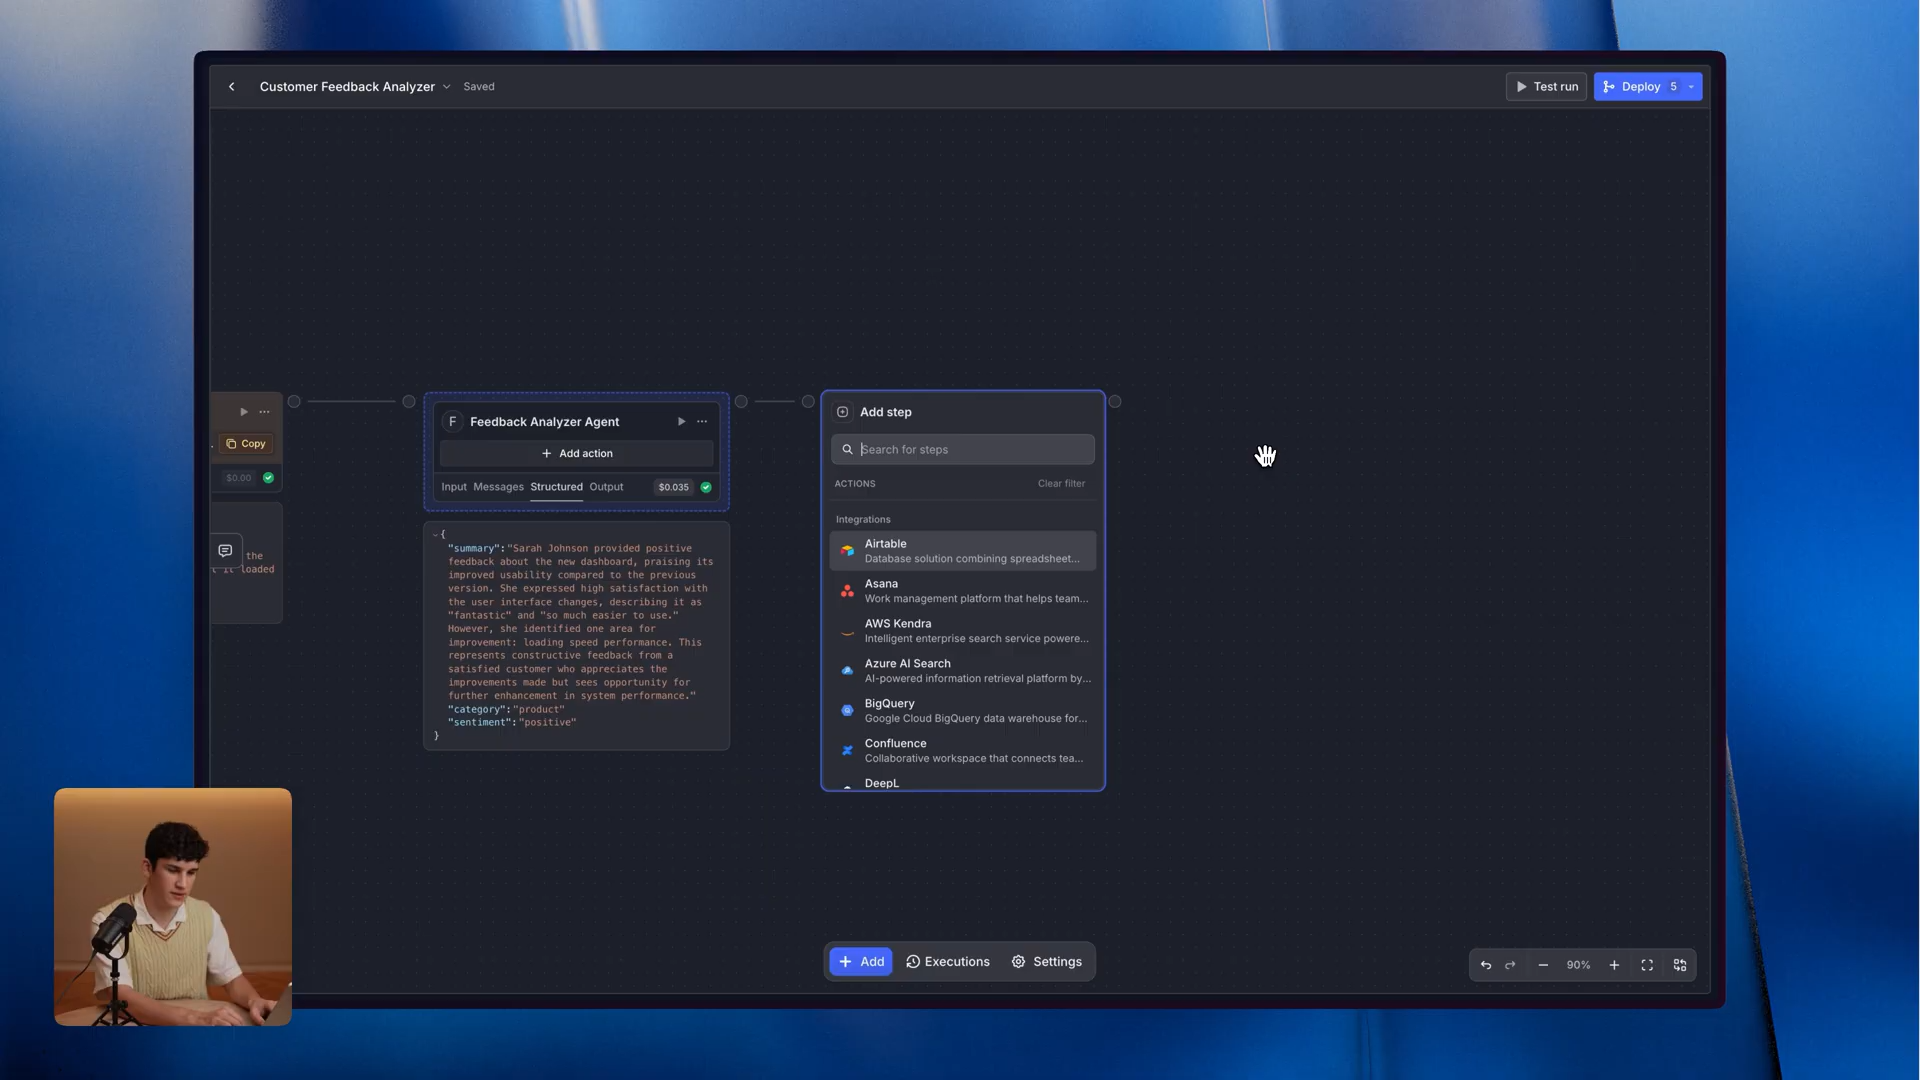 Customer Feedback Analyzer
Saved
Test run
Deploy 5
Copy
$0.00
the
loaded
F Feedback Analyzer Agent
Add action
Input Messages Structured Output $0.035
{
"summary":"Sarah Johnson provided positive
feedback about the new dashboard, praising its
improved usability compared to the previous
version. She expressed high satisfaction with
the user interface changes, describing it as
"fantastic" and "so much easier to use."
However, she identified one area for
improvement: loading speed performance. This
represents constructive feedback from a
satisfied customer who appreciates the
improvements made but sees opportunity for
further enhancement in system performance."
"category":"product"
"sentiment":"positive"
}
Add step
Search for steps
ACTIONS Clear filter
Integrations
Airtable
Database solution combining spreadsheet...
Asana
Work management platform that helps team...
AWS Kendra
Intelligent enterprise search service powere...
Azure AI Search
AI-powered information retrieval platform by...
BigQuery
Google Cloud BigQuery data warehouse for...
Confluence
Collaborative workspace that connects tea...
DeepL
Add
Executions
Settings
90%